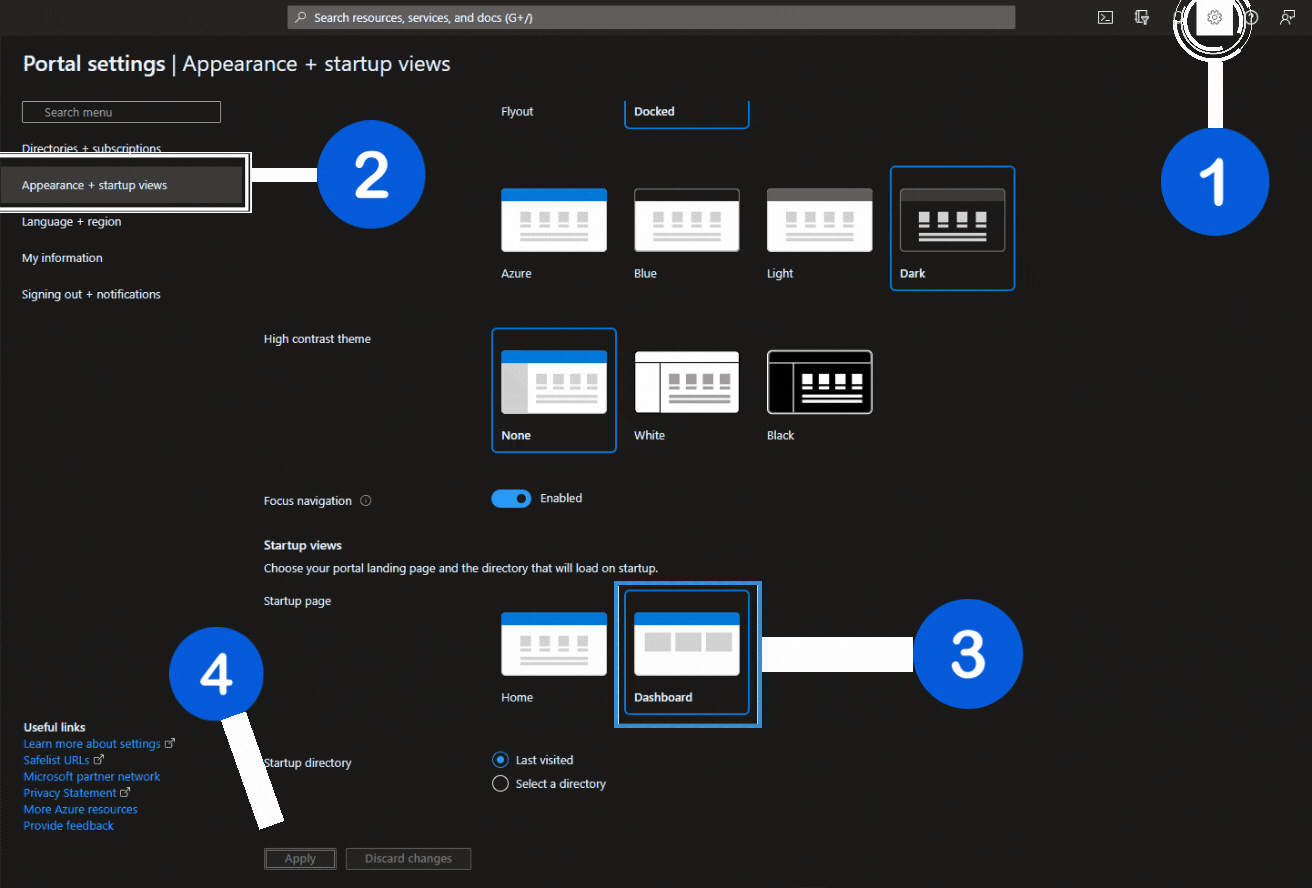 Search resources, services, and docs (G+/)
1
Portal settings | Appearance + startup views
Search menu
Directories + subscriptions
Appearance + startup views
2
Language + region
My information
Signing out + notifications
Flyout
Docked
Azure
Blue
Light
Dark
High contrast theme
None
White
Black
Focus navigation
Enabled
Startup views
Choose your portal landing page and the directory that will load on startup.
Startup page
Home
Dashboard
3
4
Startup directory
Last visited
Select a directory
Useful links
Learn more about settings
Safelist URLs
Microsoft partner network
Privacy Statement
More Azure resources
Provide feedback
Apply
Discard changes